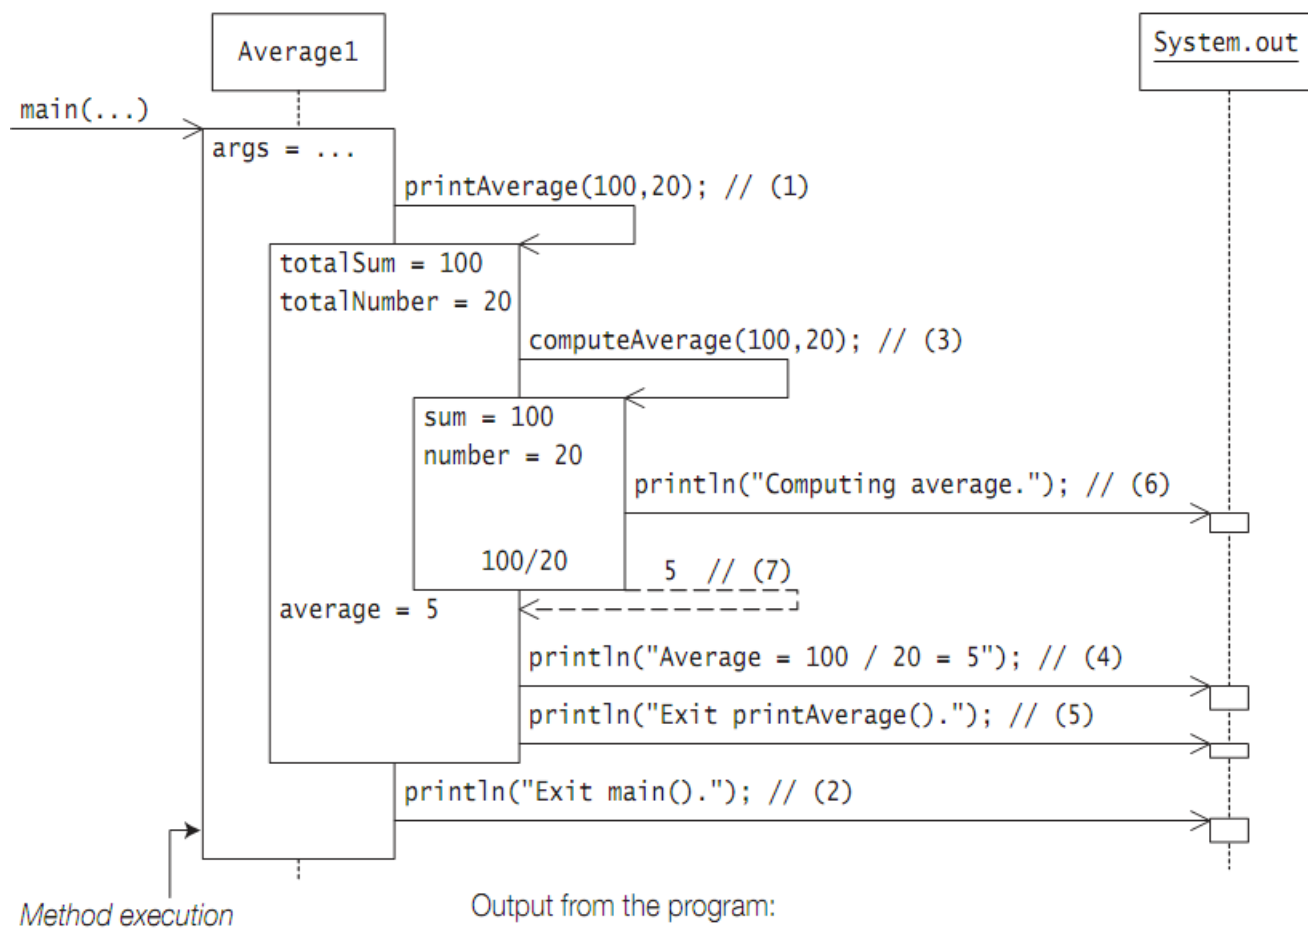 Average1
System.out
main(...)
args = ...
printAverage(100,20); // (1)
totalSum = 100
totalNumber = 20
computeAverage(100,20); // (3)
sum = 100
number = 20
println("Computing average."); // (6)
100/20
5 // (7)
average = 5
println("Average = 100 / 20 = 5"); // (4)
println("Exit printAverage()."); // (5)
println("Exit main()."); // (2)
Method execution
Output from the program: